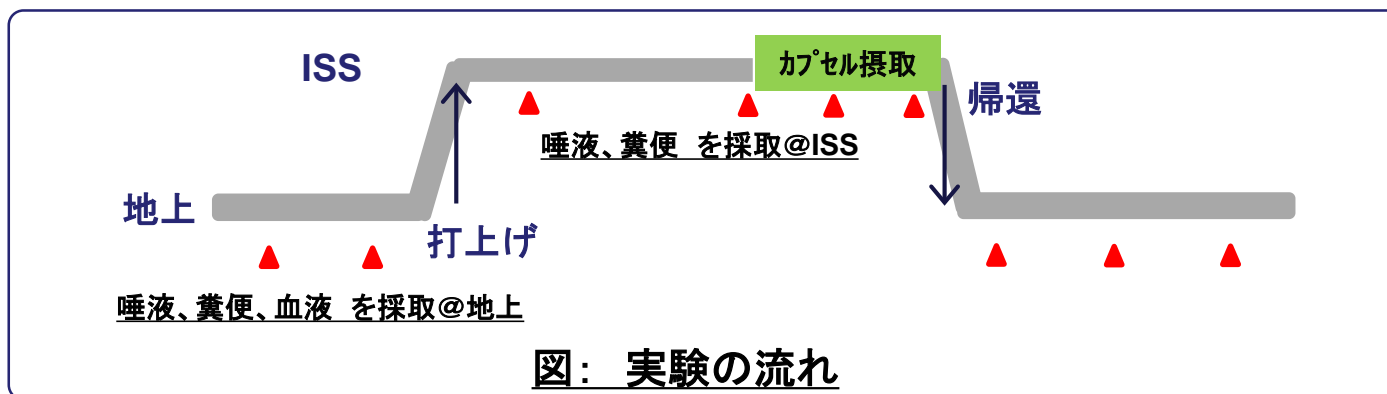 ISS
ｶﾌﾟｾﾙ摂取
帰還
唾液、糞便 を採取@ISS
地上
打上げ
唾液、糞便、血液 を採取@地上
図： 実験の流れ